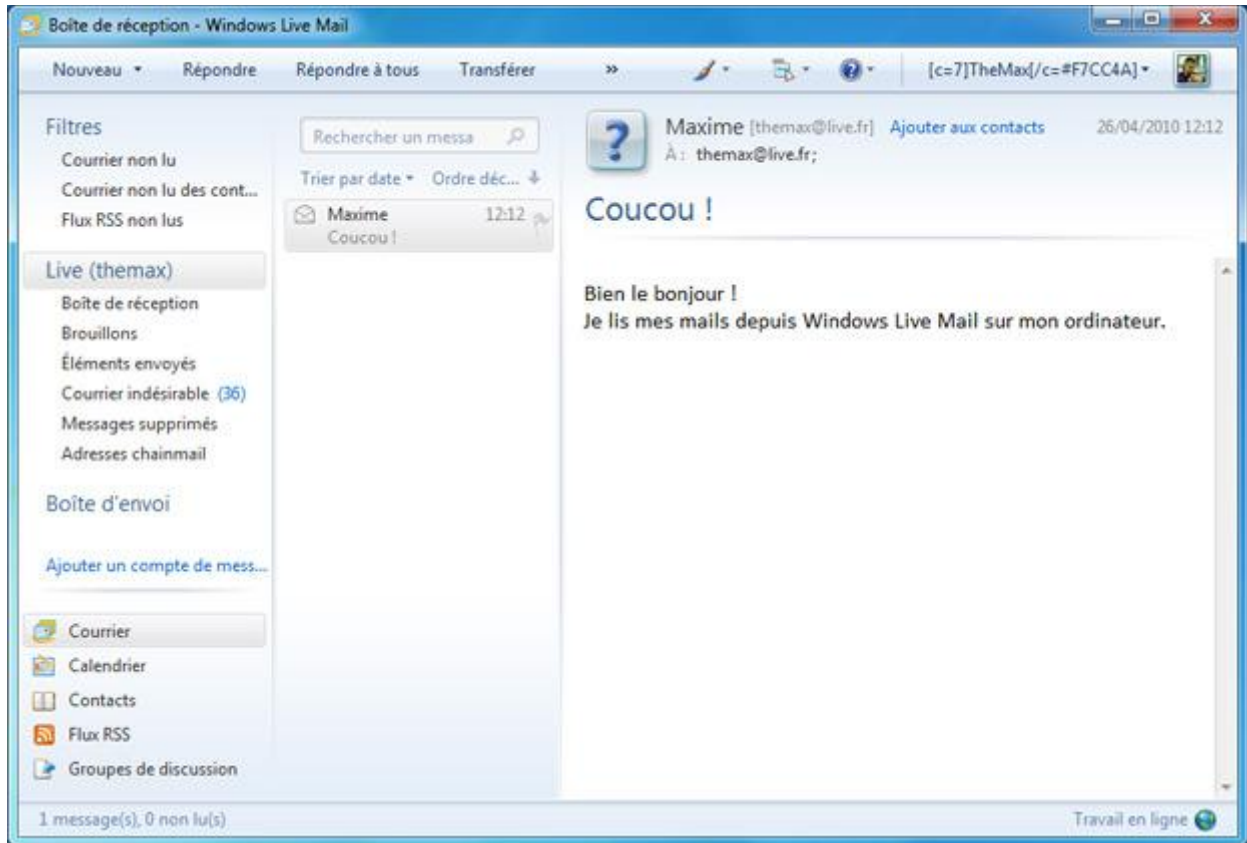 Boîte de réception - Windows Live Mail
Nouveau Répondre Répondre à tous Transférer » [c=7]TheMax[/c=#F7CC4A]
Filtres
Courrier non lu
Courrier non lu des cont...
Flux RSS non lus
Live (themax)
Boîte de réception
Brouillons
Éléments envoyés
Courrier indésirable (36)
Messages supprimés
Adresses chainmail
Boîte d'envoi
Ajouter un compte de mess...
Courrier
Calendrier
Contacts
Flux RSS
Groupes de discussion
Rechercher un messa
Trier par date Ordre déc...
Maxime 12:12
Coucou !
Maxime [themax@live.fr] Ajouter aux contacts 26/04/2010 12:12
À : themax@live.fr;
Coucou !
Bien le bonjour !
Je lis mes mails depuis Windows Live Mail sur mon ordinateur.
1 message(s), 0 non lu(s)
Travail en ligne